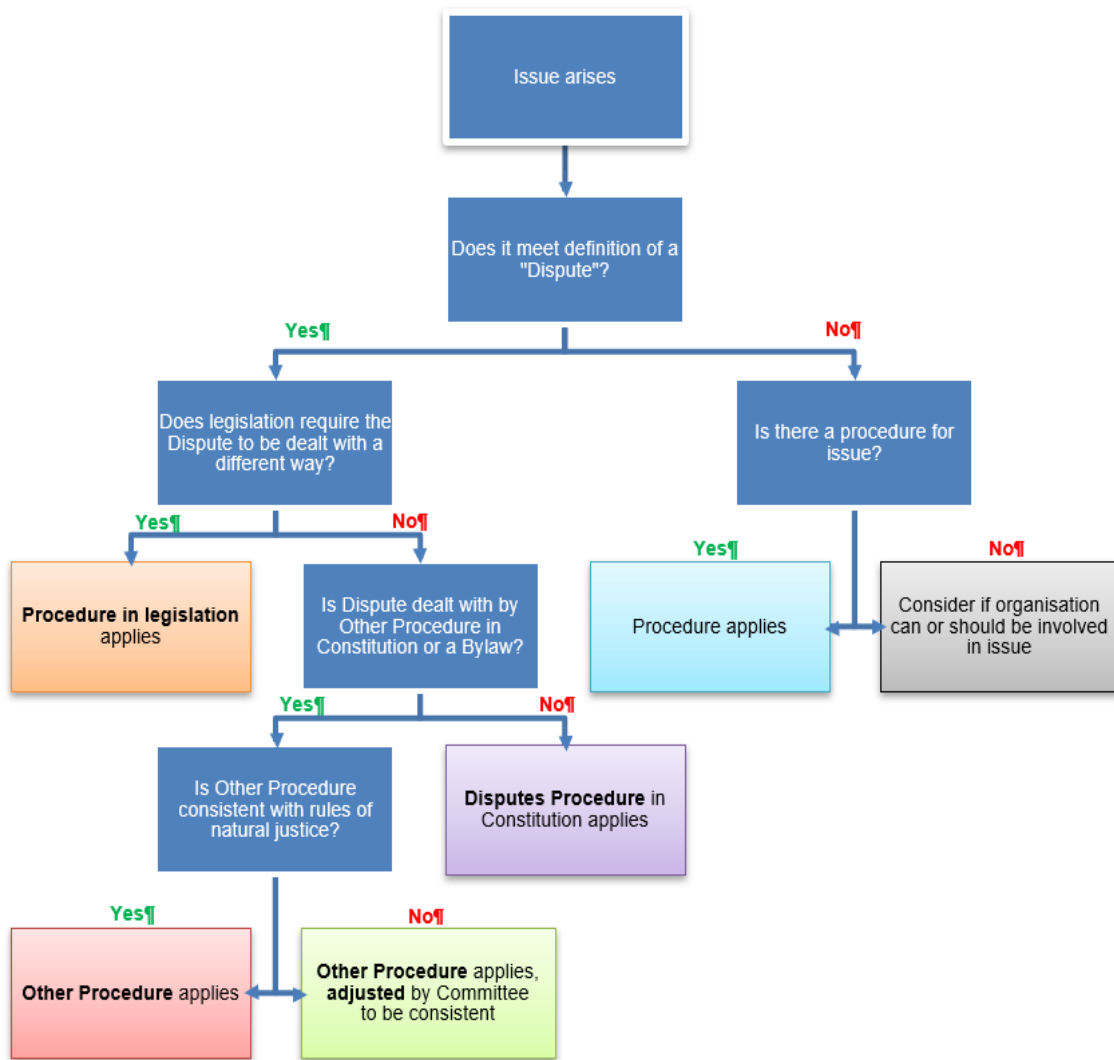 Issue arises
Does it meet definition of a
"Dispute"?
Yes¶
No¶
Does legislation require the
Dispute to be dealt with a
different way?
Is there a procedure for
issue?
Yes¶
No¶
Yes¶
No¶
Procedure in legislation
applies
Is Dispute dealt with by
Other Procedure in
Constitution or a Bylaw?
Procedure applies
Consider if organisation
can or should be involved
in issue
Yes¶
No¶
Is Other Procedure
consistent with rules of
natural justice?
Disputes Procedure in
Constitution applies
Yes¶
No¶
Other Procedure applies
Other Procedure applies,
adjusted by Committee
to be consistent